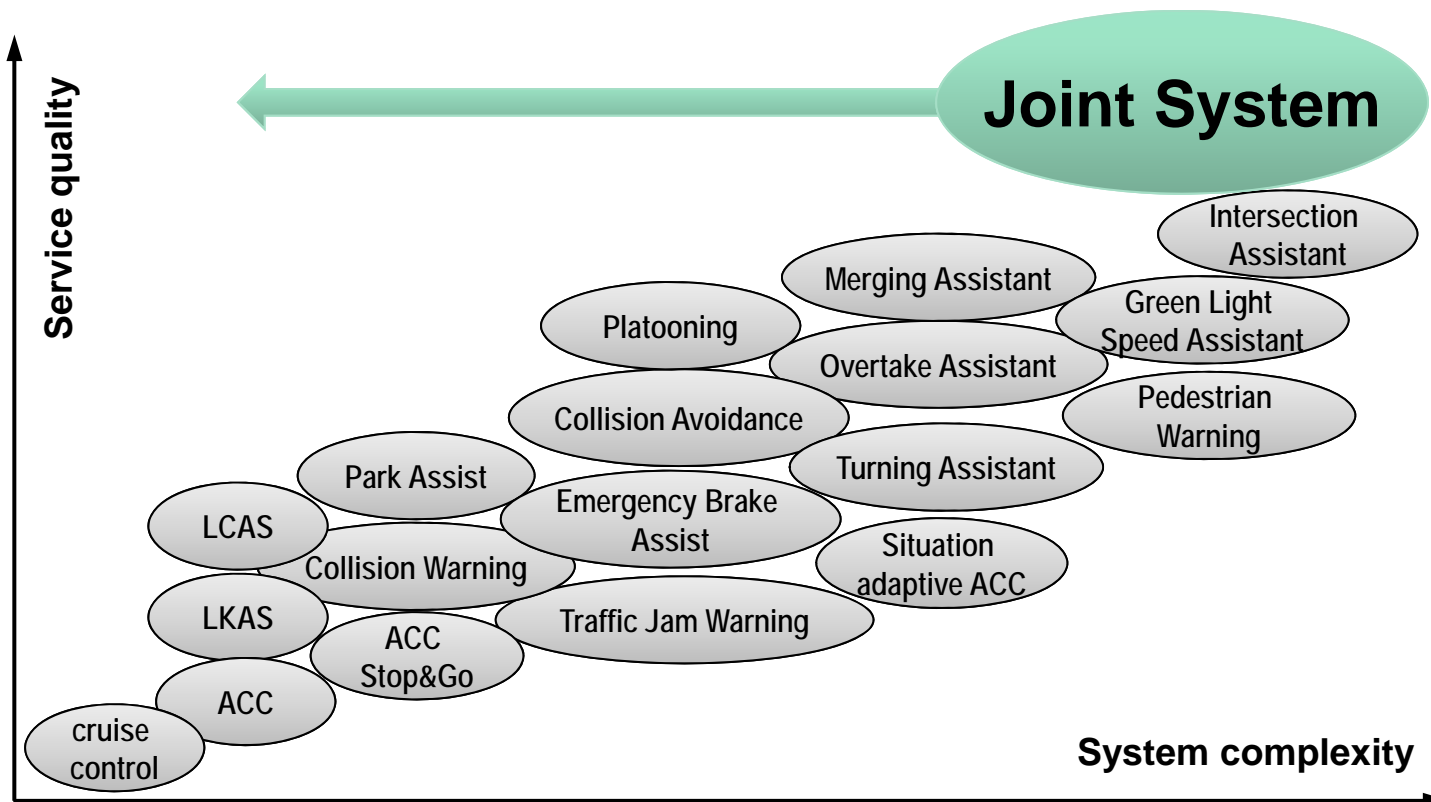 Service quality
Joint System
Intersection
Assistant
Merging Assistant
Green Light
Speed Assistant
Platooning
Overtake Assistant
Pedestrian
Warning
Collision Avoidance
Turning Assistant
Park Assist
Emergency Brake
Assist
LCAS
Situation
adaptive ACC
Collision Warning
LKAS
Traffic Jam Warning
ACC
Stop&Go
ACC
cruise
control
System complexity